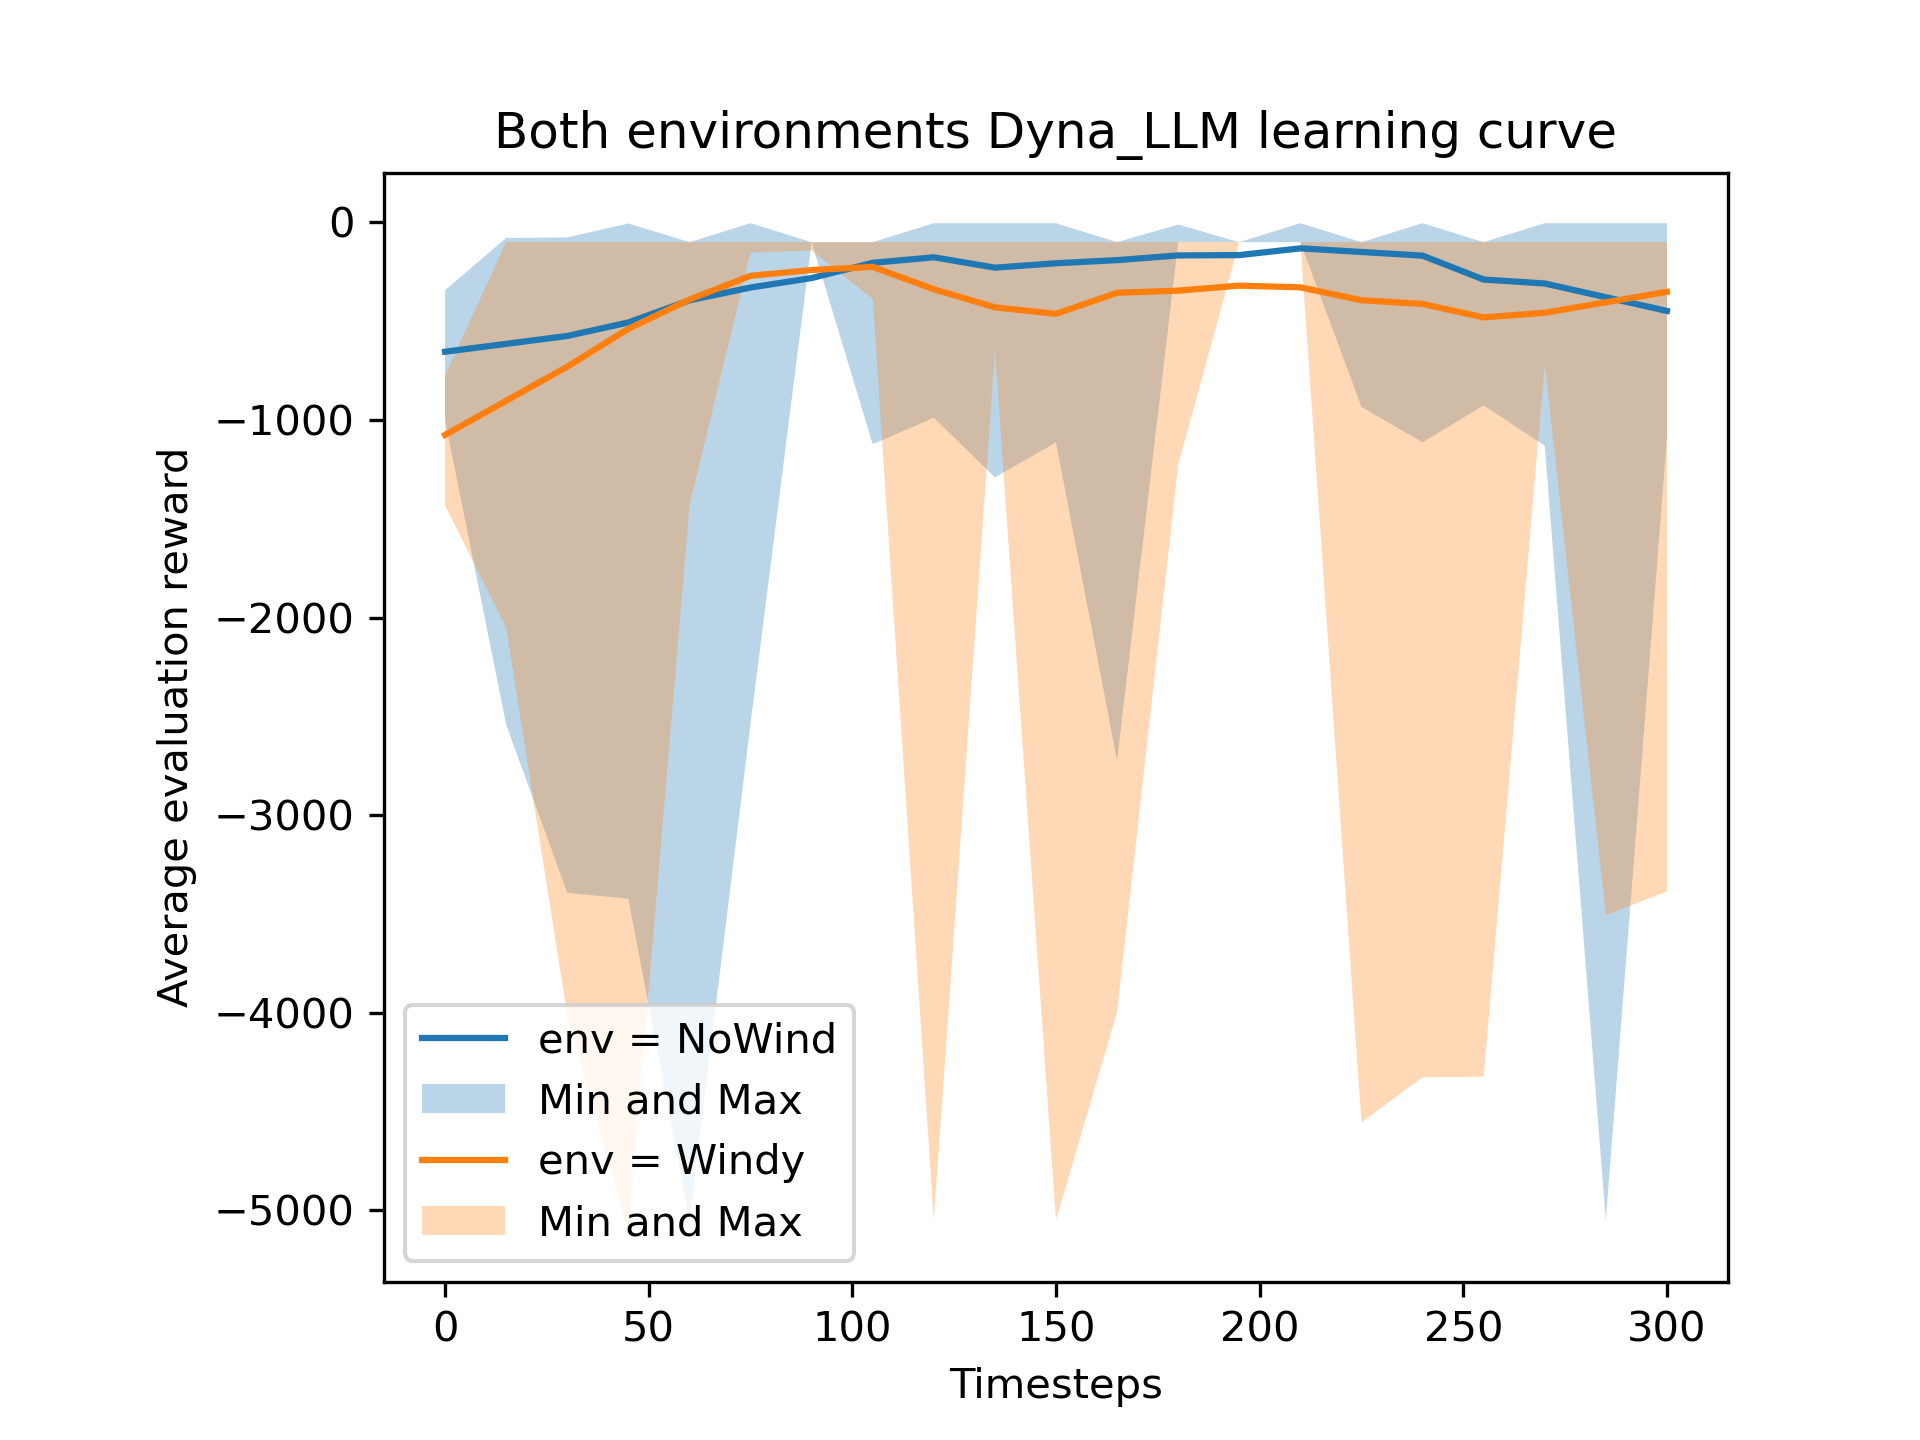 Both environments Dyna_LLM learning curve
Average evaluation reward
0
−1000
−2000
−3000
−4000
−5000
env = NoWind
Min and Max
env = Windy
Min and Max
0 50 100 150 200 250 300
Timesteps